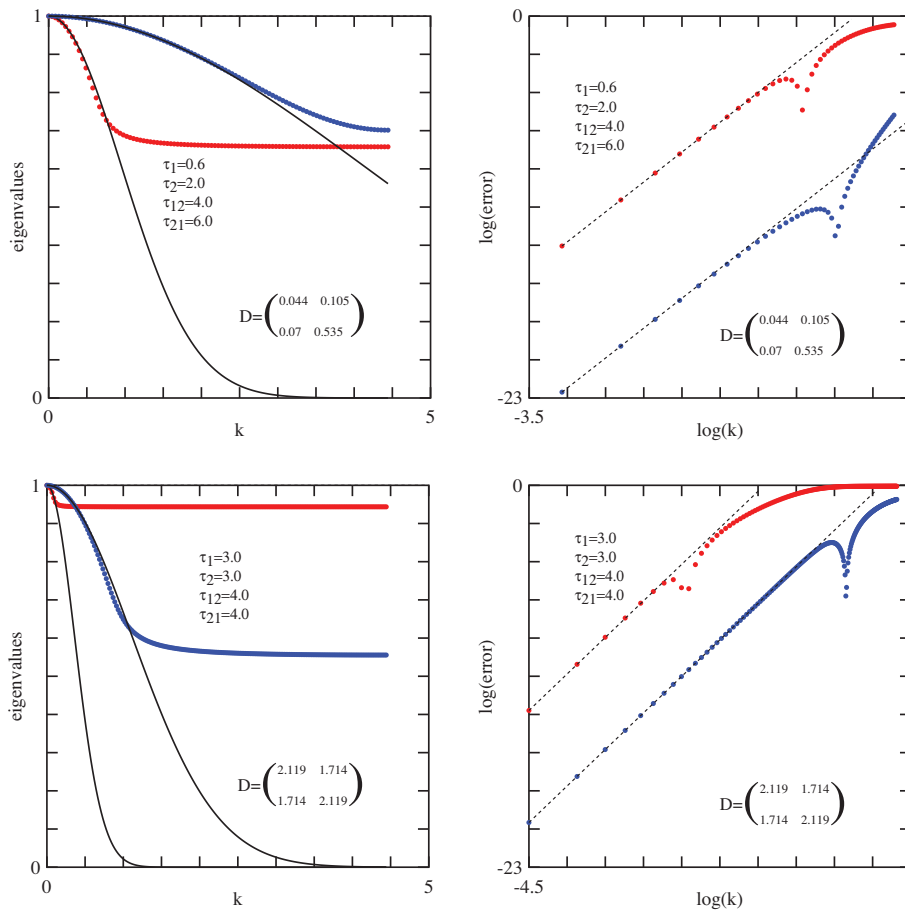 1
eigenvalues
τ1=0.6
τ2=2.0
τ12=4.0
τ21=6.0
D=(0.044 0.105
0.07 0.535)
0
0
5
k
0
log(error)
τ1=0.6
τ2=2.0
τ12=4.0
τ21=6.0
D=(0.044 0.105
0.07 0.535)
-23
-3.5
log(k)
1
eigenvalues
τ1=3.0
τ2=3.0
τ12=4.0
τ21=4.0
D=(2.119 1.714
1.714 2.119)
0
0
5
k
0
log(error)
τ1=3.0
τ2=3.0
τ12=4.0
τ21=4.0
D=(2.119 1.714
1.714 2.119)
-23
-4.5
log(k)